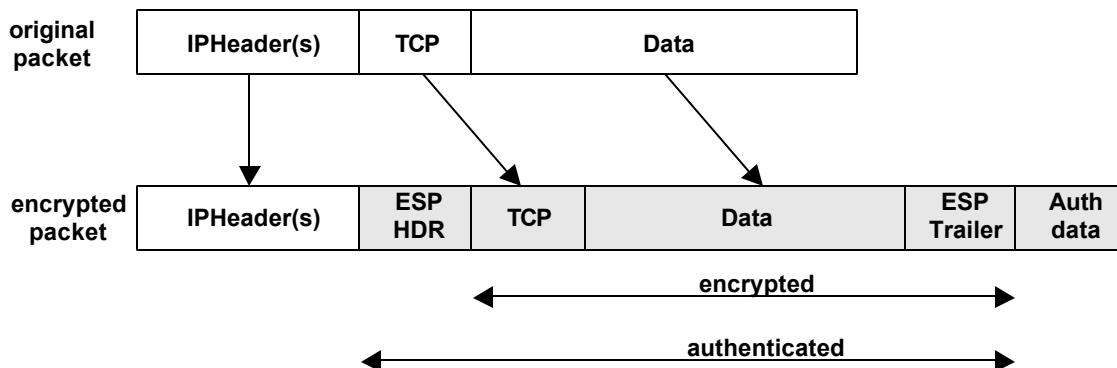 original
packet
IPHeader(s)
TCP
Data
encrypted
packet
IPHeader(s)
ESP
HDR
TCP
Data
ESP
Trailer
Auth
data
encrypted
authenticated